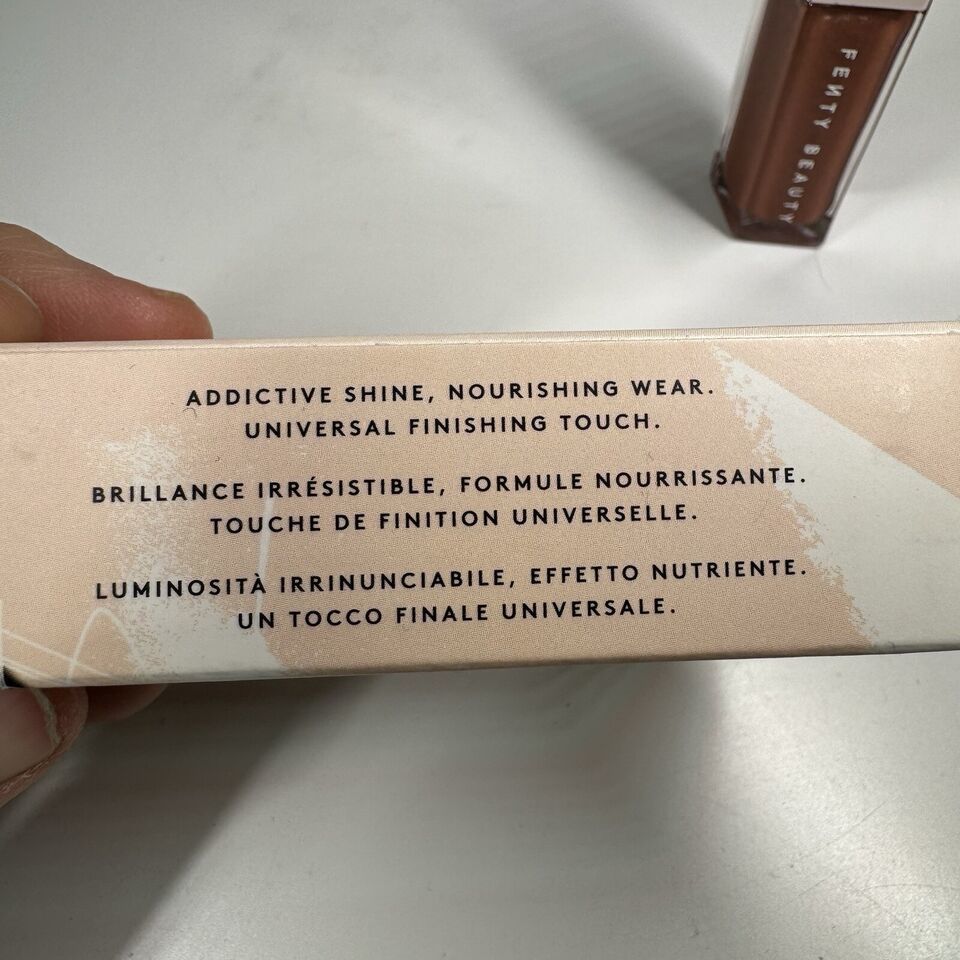 FEИTY BEAUTY
ADDICTIVE SHINE, NOURISHING WEAR.
UNIVERSAL FINISHING TOUCH.
BRILLANCE IRRÉSISTIBLE, FORMULE NOURRISSANTE.
TOUCHE DE FINITION UNIVERSELLE.
LUMINOSITÀ IRRINUNCIABILE, EFFETTO NUTRIENTE.
UN TOCCO FINALE UNIVERSALE.